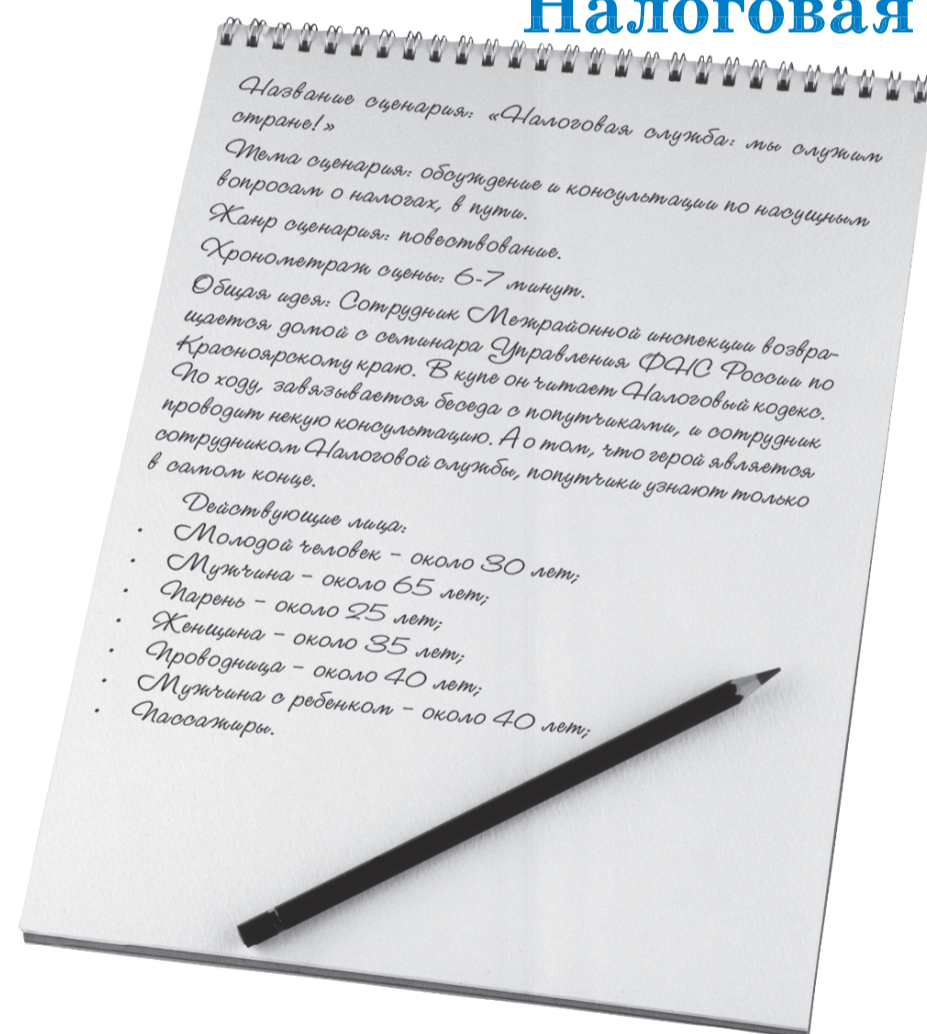 Налоговая
Название сценария: «Налоговая служба: мы служим
стране!»
Тема сценария: обсуждение и консультации по насущным
вопросам о налогах, в пути.
Жанр сценария: повествование.
Хронометраж сцены: 6-7 минут.
Общая идея: Сотрудник Межрайонной инспекции возвра-
щается домой с семинара Управления ФНС России по
Красноярскому краю. В купе он читает Налоговый кодекс.
По ходу, завязывается беседа с попутчиками, и сотрудник
проводит некую консультацию. А о том, что герой является
сотрудником Налоговой службы, попутчики узнают только
в самом конце.
Действующие лица:
• Молодой человек – около 30 лет;
• Мужчина – около 65 лет;
• Парень – около 25 лет;
• Женщина – около 35 лет;
• Проводница – около 40 лет;
• Мужчина с ребенком – около 40 лет;
• Пассажиры.